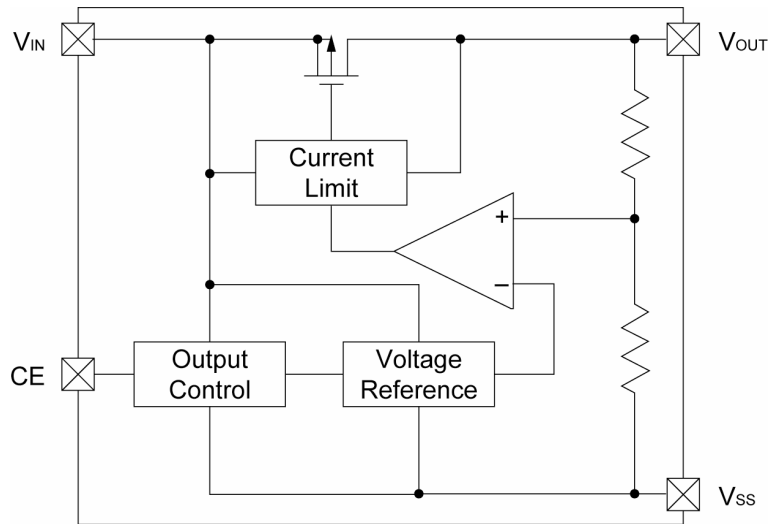 VIN
VOUT
Current
Limit
+
−
CE
Output
Control
Voltage
Reference
VSS